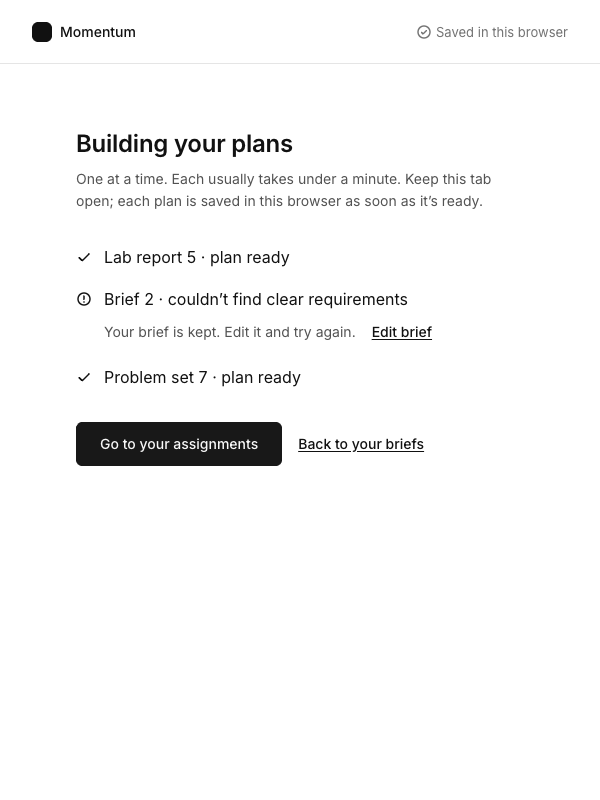 Momentum
Saved in this browser
Building your plans
One at a time. Each usually takes under a minute. Keep this tab
open; each plan is saved in this browser as soon as it’s ready.
Lab report 5 · plan ready
Brief 2 · couldn’t find clear requirements
Your brief is kept. Edit it and try again. Edit brief
Problem set 7 · plan ready
Go to your assignments
Back to your briefs